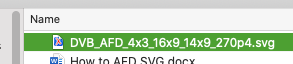 Name
DVB_AFD_4x3_16x9_14x9_270p4.svg
How to AFD SVG.docx